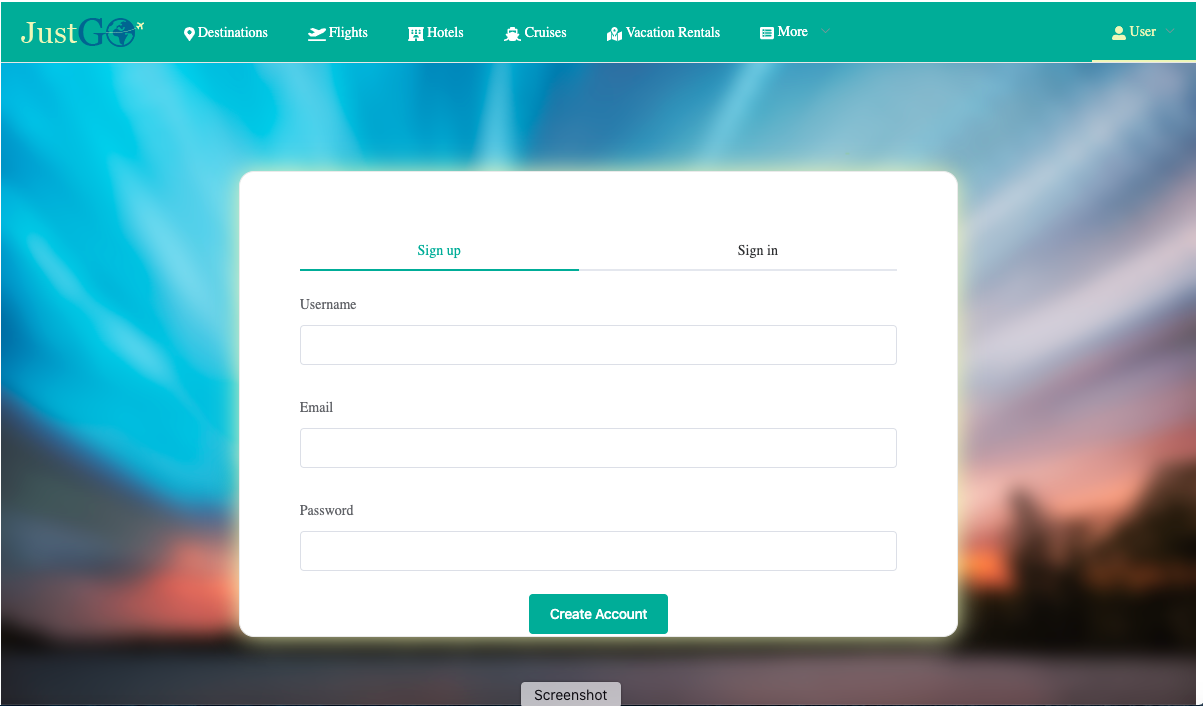 JustGO Destinations Flights Hotels Cruises Vacation Rentals More User
Sign up Sign in
Username
Email
Password
Create Account
Screenshot